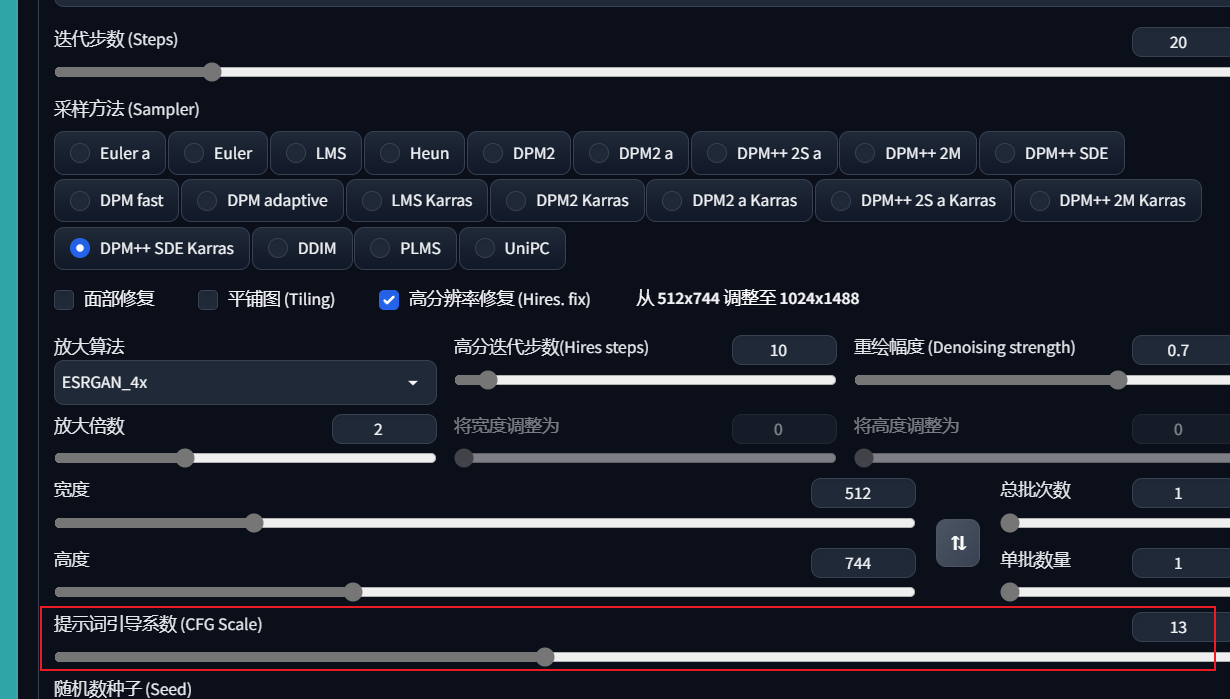 迭代步数 (Steps) 20
采样方法 (Sampler)
Euler a Euler LMS Heun DPM2 DPM2 a DPM++ 2S a DPM++ 2M DPM++ SDE
DPM fast DPM adaptive LMS Karras DPM2 Karras DPM2 a Karras DPM++ 2S a Karras DPM++ 2M Karras
DPM++ SDE Karras DDIM PLMS UniPC
面部修复 平铺图 (Tiling) 高分辨率修复 (Hires. fix) 从 512x744 调整至 1024x1488
放大算法 高分迭代步数(Hires steps) 10 重绘幅度 (Denoising strength) 0.7
ESRGAN_4x
放大倍数 2 将宽度调整为 0 将高度调整为 0
宽度 512 总批次数 1
高度 744 单批数量 1
提示词引导系数 (CFG Scale) 13
随机数种子 (Seed)